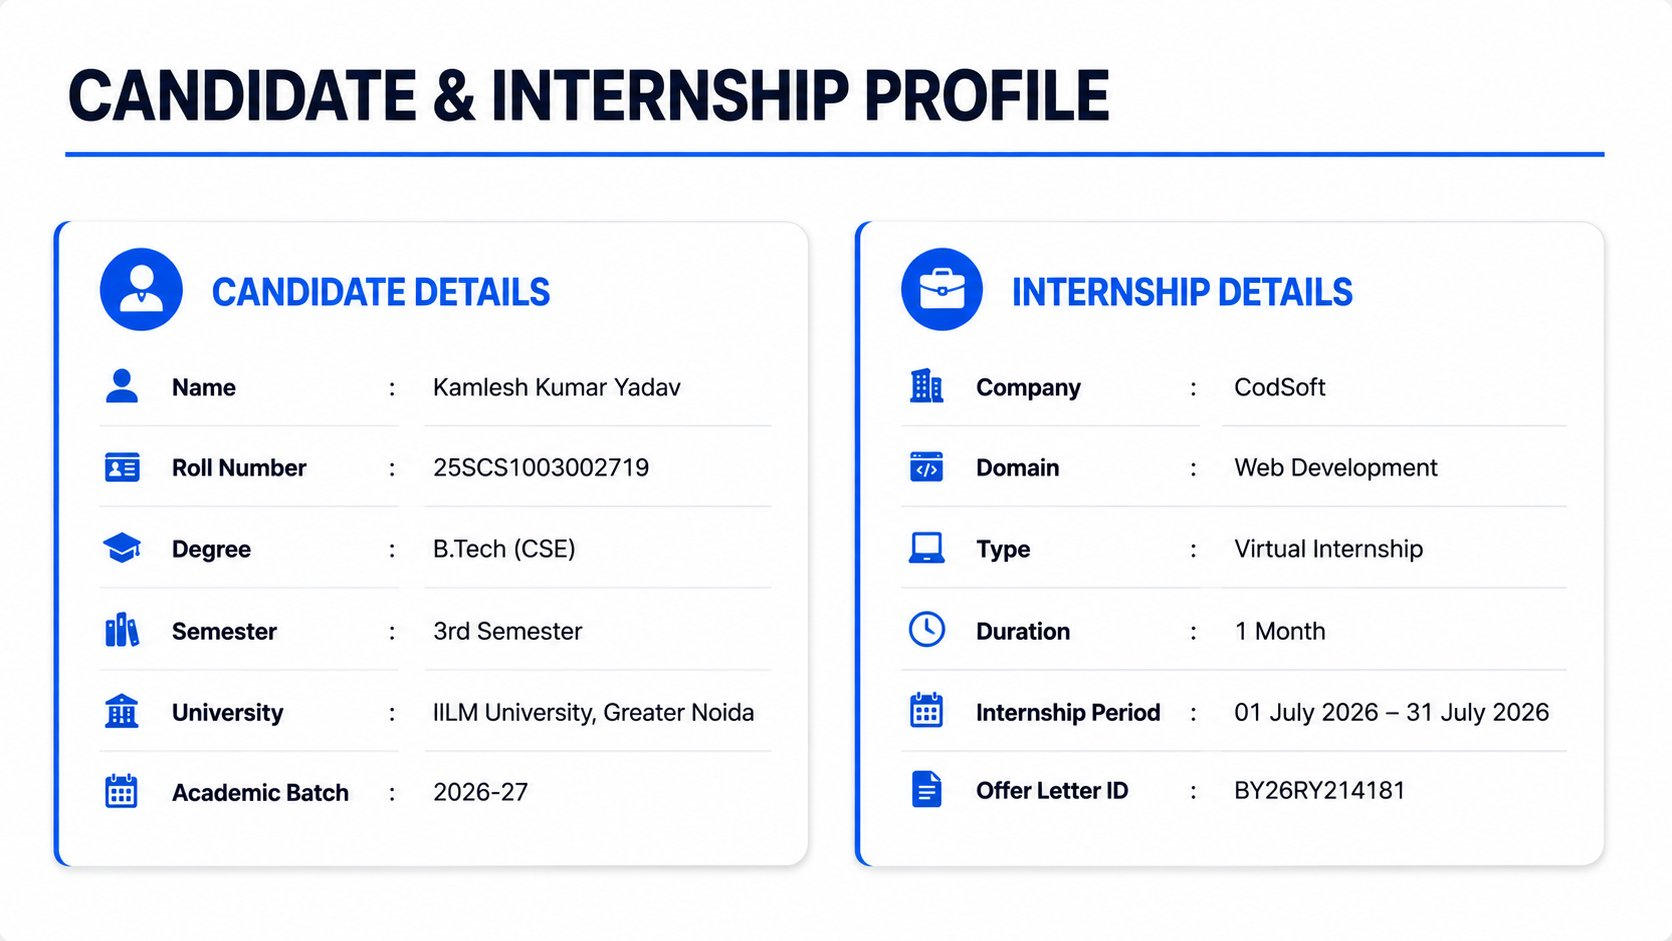 CANDIDATE & INTERNSHIP PROFILE
CANDIDATE DETAILS
Name : Kamlesh Kumar Yadav
Roll Number : 25SCS1003002719
Degree : B.Tech (CSE)
Semester : 3rd Semester
University : IILM University, Greater Noida
Academic Batch : 2026-27
INTERNSHIP DETAILS
Company : CodSoft
Domain : Web Development
Type : Virtual Internship
Duration : 1 Month
Internship Period : 01 July 2026 – 31 July 2026
Offer Letter ID : BY26RY214181